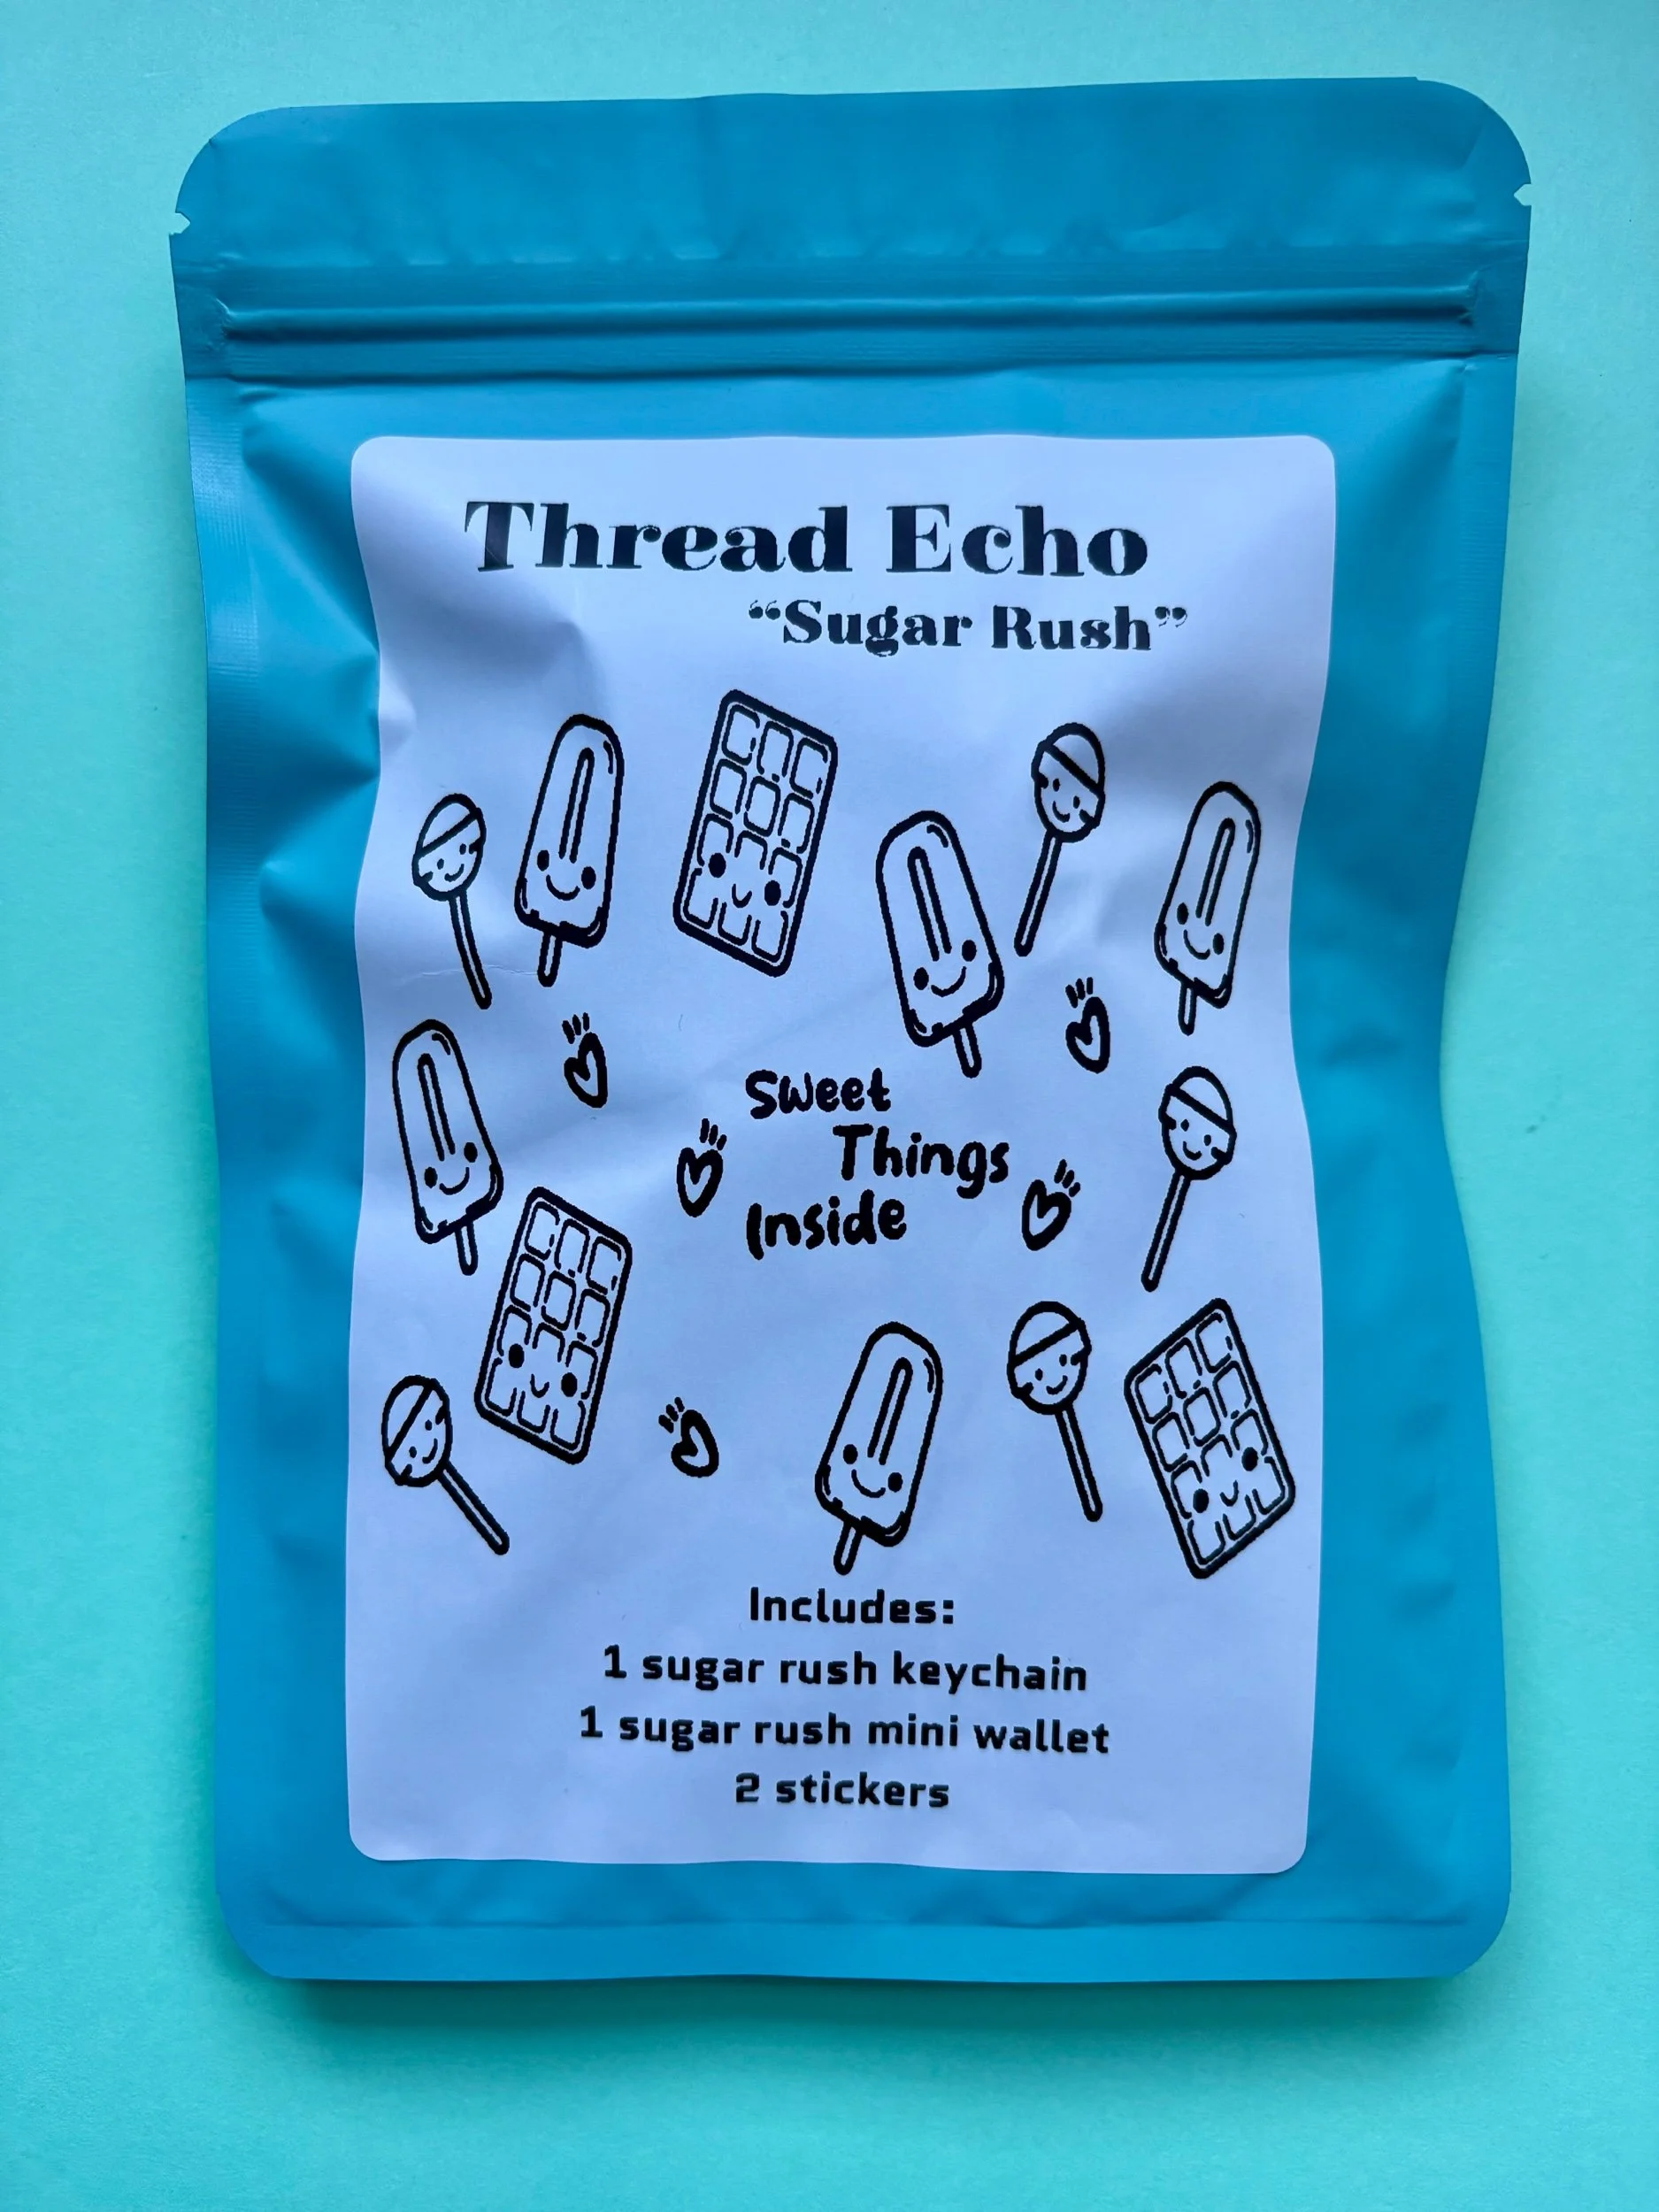 Thread Echo
“Sugar Rush”
Sweet
Things
Inside
Includes:
1 sugar rush keychain
1 sugar rush mini wallet
2 stickers